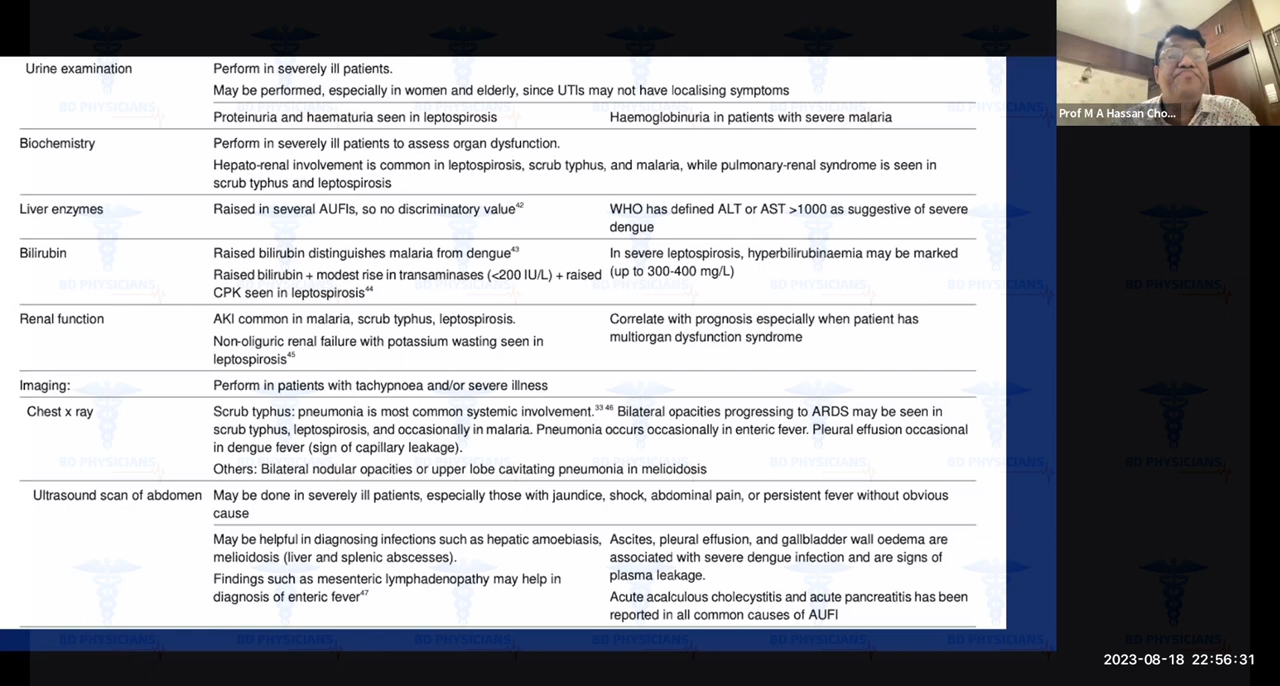 Urine examination
Perform in severely ill patients.
May be performed, especially in women and elderly, since UTIs may not have localising symptoms
Proteinuria and haematuria seen in leptospirosis
Haemoglobinuria in patients with severe malaria
Biochemistry
Perform in severely ill patients to assess organ dysfunction.
Hepato-renal involvement is common in leptospirosis, scrub typhus, and malaria, while pulmonary-renal syndrome is seen in
scrub typhus and leptospirosis
Liver enzymes
Raised in several AUFIs, so no discriminatory value42
WHO has defined ALT or AST >1000 as suggestive of severe
dengue
Bilirubin
Raised bilirubin distinguishes malaria from dengue43
Raised bilirubin + modest rise in transaminases (<200 IU/L) + raised
CPK seen in leptospirosis44
In severe leptospirosis, hyperbilirubinaemia may be marked
(up to 300-400 mg/L)
Renal function
AKI common in malaria, scrub typhus, leptospirosis.
Non-oliguric renal failure with potassium wasting seen in
leptospirosis45
Correlate with prognosis especially when patient has
multiorgan dysfunction syndrome
Imaging:
Perform in patients with tachypnoea and/or severe illness
Chest x ray
Scrub typhus: pneumonia is most common systemic involvement.33 46 Bilateral opacities progressing to ARDS may be seen in
scrub typhus, leptospirosis, and occasionally in malaria. Pneumonia occurs occasionally in enteric fever. Pleural effusion occasional
in dengue fever (sign of capillary leakage).
Others: Bilateral nodular opacities or upper lobe cavitating pneumonia in melioidosis
Ultrasound scan of abdomen
May be done in severely ill patients, especially those with jaundice, shock, abdominal pain, or persistent fever without obvious
cause
May be helpful in diagnosing infections such as hepatic amoebiasis,
melioidosis (liver and splenic abscesses).
Findings such as mesenteric lymphadenopathy may help in
diagnosis of enteric fever47
Ascites, pleural effusion, and gallbladder wall oedema are
associated with severe dengue infection and are signs of
plasma leakage.
Acute acalculous cholecystitis and acute pancreatitis has been
reported in all common causes of AUFI
Prof M A Hassan Cho...
BD PHYSICIANS
2023-08-18 22:56:31